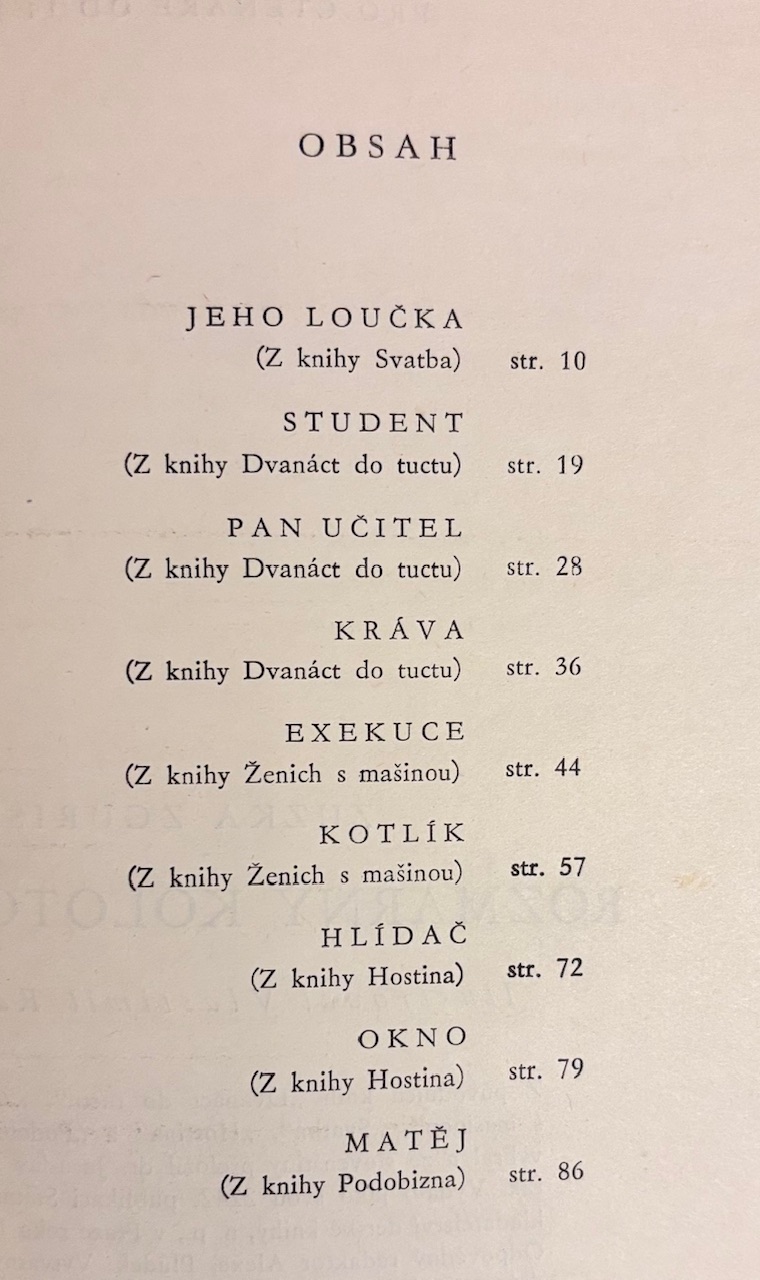 OBSAH
JEHO LOUČKA
(Z knihy Svatba) str. 10
STUDENT
(Z knihy Dvanáct do tuctu) str. 19
PAN UČITEL
(Z knihy Dvanáct do tuctu) str. 28
KRÁVA
(Z knihy Dvanáct do tuctu) str. 36
EXEKUCE
(Z knihy Ženich s mašinou) str. 44
KOTLÍK
(Z knihy Ženich s mašinou) str. 57
HLÍDAČ
(Z knihy Hostina) str. 72
OKNO
(Z knihy Hostina) str. 79
MATĚJ
(Z knihy Podobizna) str. 86